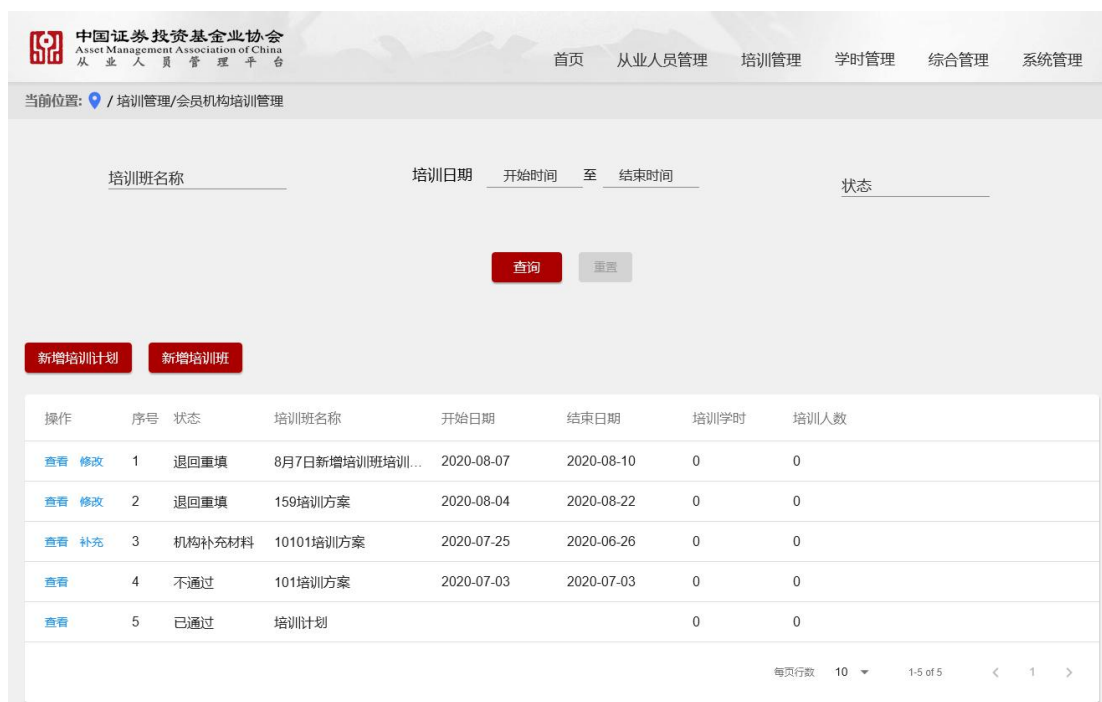 中国证券投资基金业协会
Asset Management Association of China
从业人员管理平台
首页 从业人员管理 培训管理 学时管理 综合管理 系统管理
当前位置: / 培训管理/会员机构培训管理
培训班名称 培训日期 开始时间 至 结束时间 状态
查询 重置
新增培训计划 新增培训班
操作 序号 状态 培训班名称 开始日期 结束日期 培训学时 培训人数
查看 修改 1 退回重填 8月7日新增培训班培训... 2020-08-07 2020-08-10 0 0
查看 修改 2 退回重填 159培训方案 2020-08-04 2020-08-22 0 0
查看 补充 3 机构补充材料 10101培训方案 2020-07-25 2020-06-26 0 0
查看 4 不通过 101培训方案 2020-07-03 2020-07-03 0 0
查看 5 已通过 培训计划 0 0
每页行数 10 1-5 of 5 < 1 >